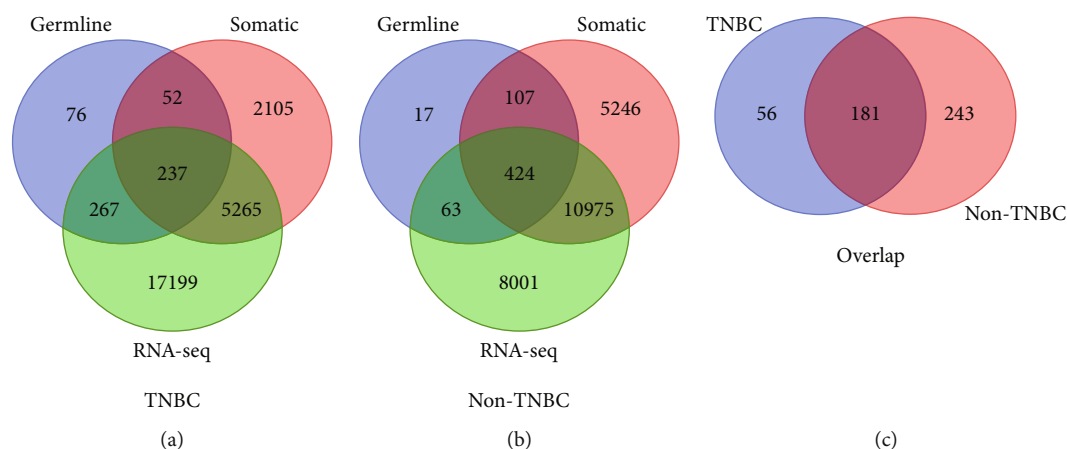 Germline
Somatic
76
52
2105
237
267
5265
17199
RNA-seq
TNBC
(a)
Germline
Somatic
17
107
5246
424
63
10975
8001
RNA-seq
Non-TNBC
(b)
TNBC
56
181
243
Non-TNBC
Overlap
(c)